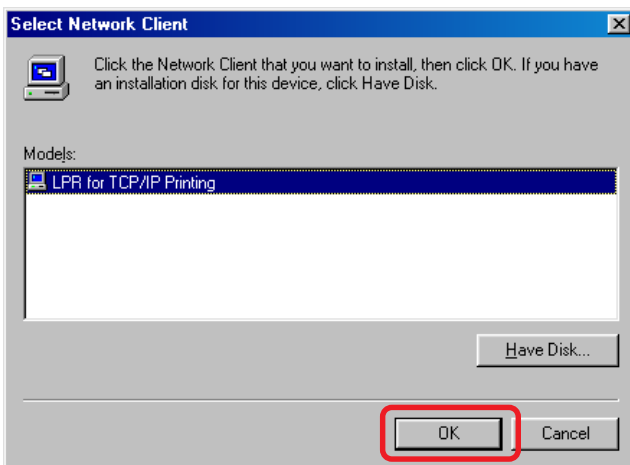 Select Network Client
Click the Network Client that you want to install, then click OK. If you have
an installation disk for this device, click Have Disk.
Models:
LPR for TCP/IP Printing
Have Disk...
OK
Cancel